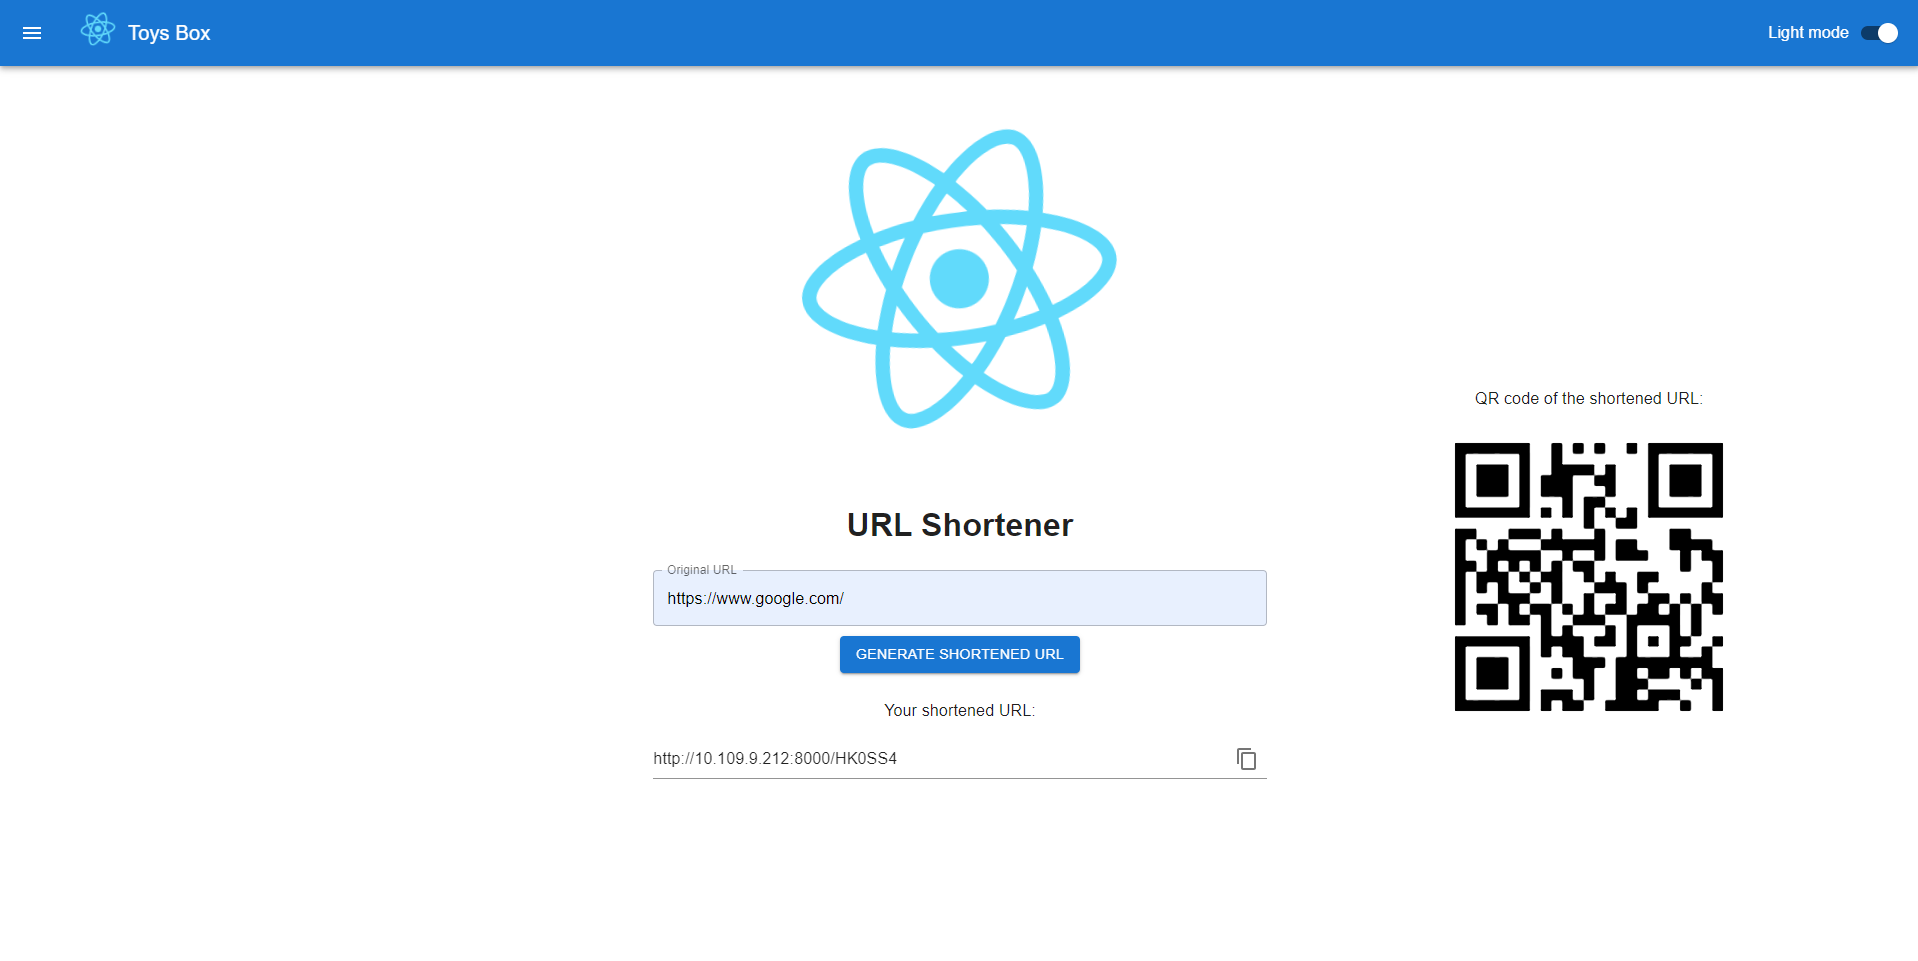 Toys Box
Light mode
URL Shortener
Original URL
https://www.google.com/
GENERATE SHORTENED URL
Your shortened URL:
http://10.109.9.212:8000/HK0SS4
QR code of the shortened URL: